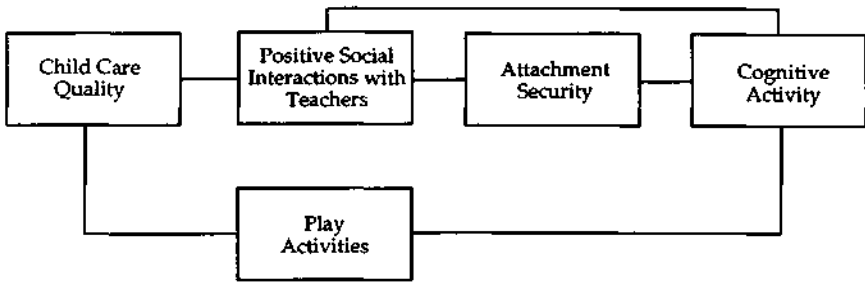 Child Care
Quality
Positive Social
Interactions with
Teachers
Attachment
Security
Cognitive
Activity
Play
Activities